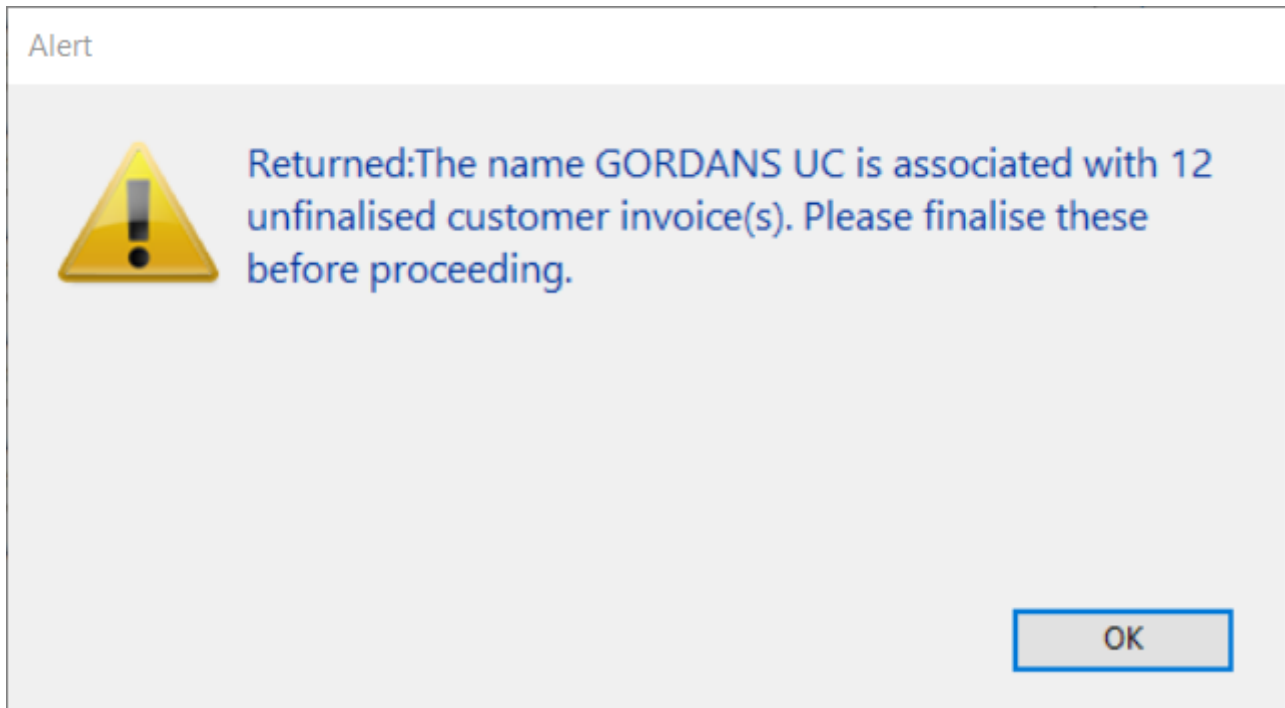 Alert
Returned:The name GORDANS UC is associated with 12
unfinalised customer invoice(s). Please finalise these
before proceeding.
OK